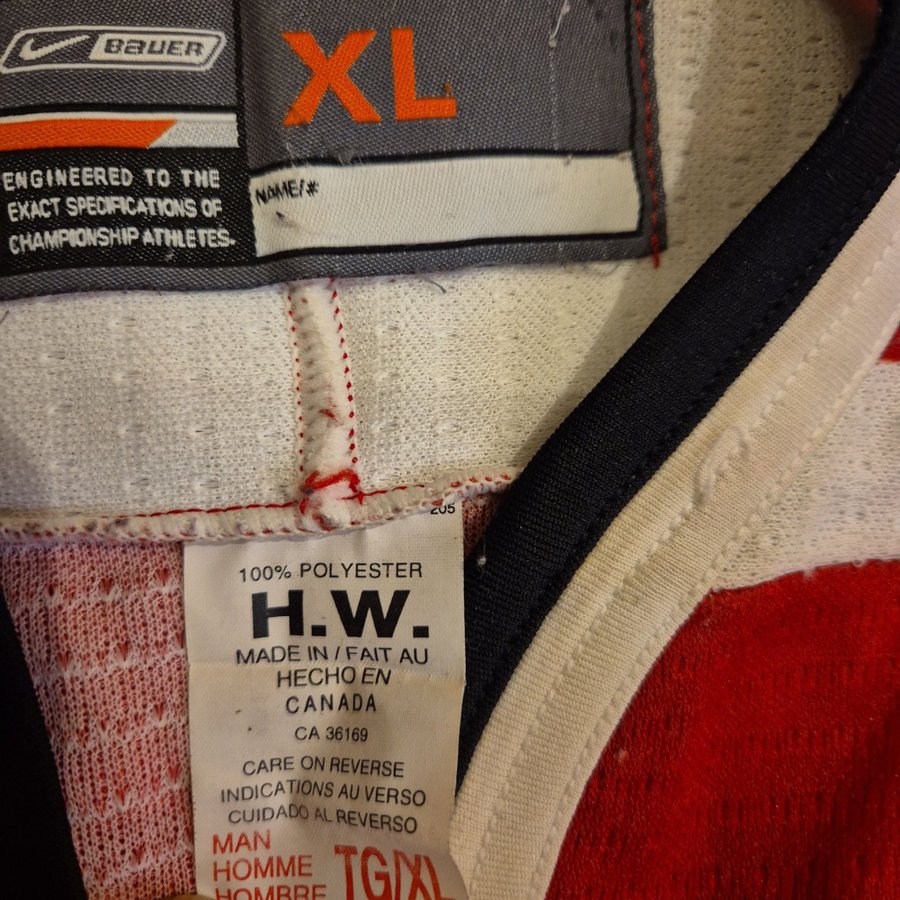 BAUER
XL
NAME/#
ENGINEERED TO THE
EXACT SPECIFICATIONS OF
CHAMPIONSHIP ATHLETES.
205
100% POLYESTER
H.W.
MADE IN / FAIT AU
HECHO EN
CANADA
CA 36169
CARE ON REVERSE
INDICATIONS AU VERSO
CUIDADO AL REVERSO
MAN
HOMME
HOMBRE
TG/XL